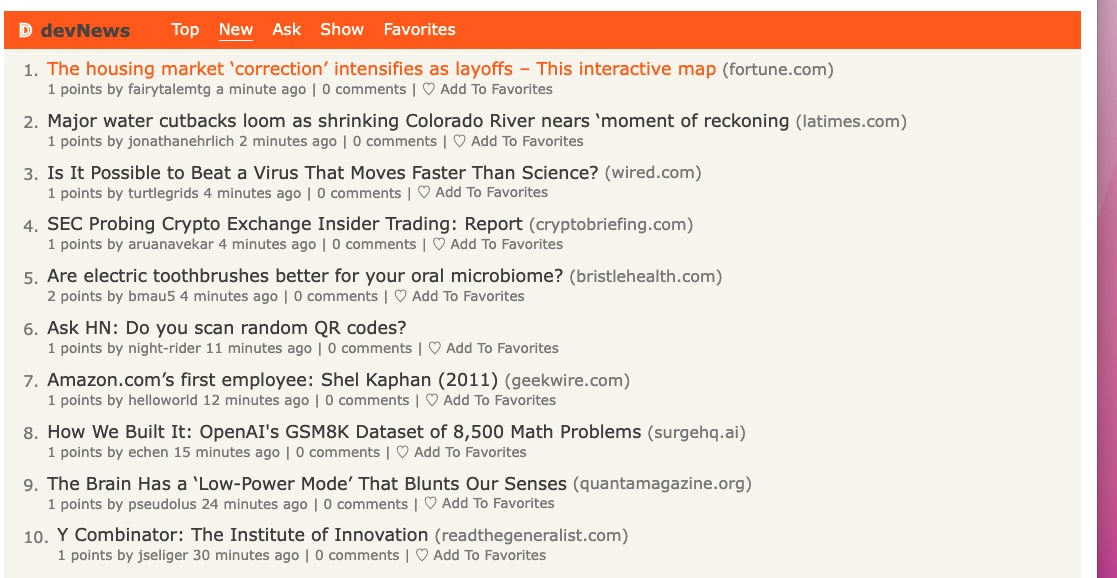 D devNews Top New Ask Show Favorites
1. The housing market ‘correction’ intensifies as layoffs – This interactive map (fortune.com)
1 points by fairytalemtg a minute ago | 0 comments | ♡ Add To Favorites
2. Major water cutbacks loom as shrinking Colorado River nears ‘moment of reckoning (latimes.com)
1 points by jonathanehrlich 2 minutes ago | 0 comments | ♡ Add To Favorites
3. Is It Possible to Beat a Virus That Moves Faster Than Science? (wired.com)
1 points by turtlegrids 4 minutes ago | 0 comments | ♡ Add To Favorites
4. SEC Probing Crypto Exchange Insider Trading: Report (cryptobriefing.com)
1 points by aruanavekar 4 minutes ago | 0 comments | ♡ Add To Favorites
5. Are electric toothbrushes better for your oral microbiome? (bristlehealth.com)
2 points by bmau5 4 minutes ago | 0 comments | ♡ Add To Favorites
6. Ask HN: Do you scan random QR codes?
1 points by night-rider 11 minutes ago | 0 comments | ♡ Add To Favorites
7. Amazon.com’s first employee: Shel Kaphan (2011) (geekwire.com)
1 points by helloworld 12 minutes ago | 0 comments | ♡ Add To Favorites
8. How We Built It: OpenAI's GSM8K Dataset of 8,500 Math Problems (surgehq.ai)
1 points by echen 15 minutes ago | 0 comments | ♡ Add To Favorites
9. The Brain Has a ‘Low-Power Mode’ That Blunts Our Senses (quantamagazine.org)
1 points by pseudolus 24 minutes ago | 0 comments | ♡ Add To Favorites
10. Y Combinator: The Institute of Innovation (readthegeneralist.com)
1 points by jseliger 30 minutes ago | 0 comments | ♡ Add To Favorites